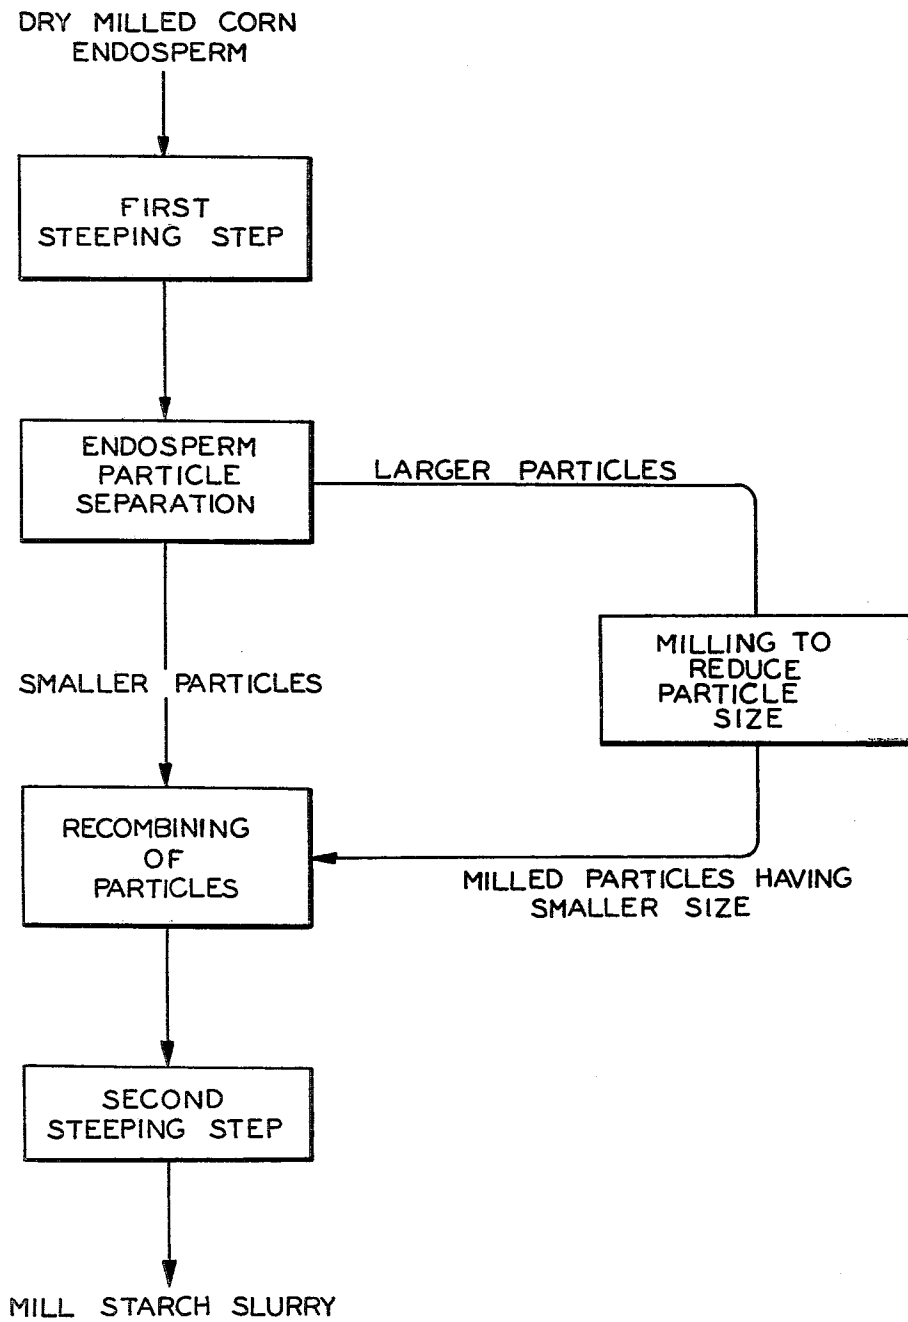 DRY MILLED CORN
ENDOSPERM
FIRST
STEEPING STEP
ENDOSPERM
PARTICLE
SEPARATION
LARGER PARTICLES
MILLING TO
REDUCE
PARTICLE
SIZE
SMALLER PARTICLES
RECOMBINING
OF
PARTICLES
MILLED PARTICLES HAVING
SMALLER SIZE
SECOND
STEEPING STEP
MILL STARCH SLURRY